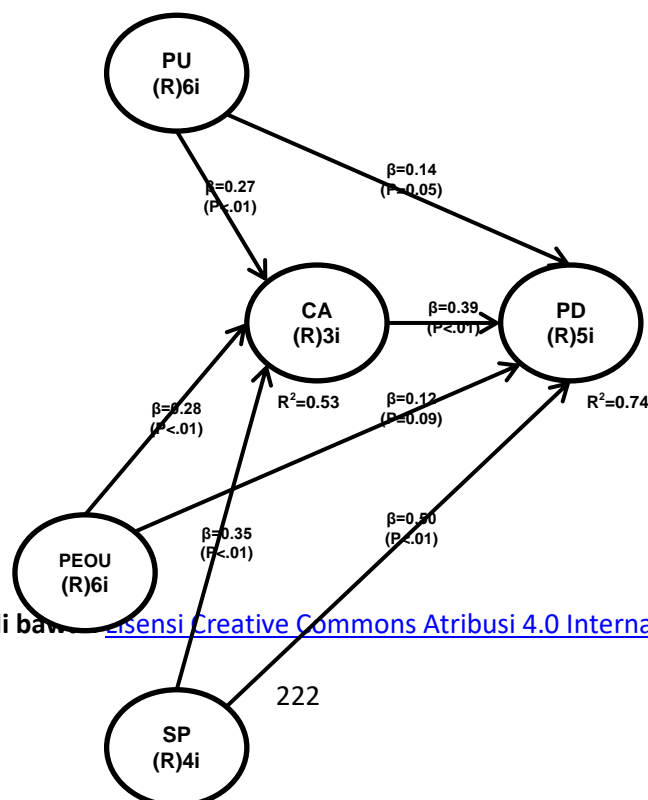 PU
(R)6i
β=0.14
(P=0.05)
β=0.27
(P<.01)
CA
(R)3i
β=0.39
(P<.01)
PD
(R)5i
R²=0.53
β=0.12
(P=0.09)
R²=0.74
β=0.28
(P<.01)
β=0.35
(P<.01)
β=0.50
(P<.01)
PEOU
(R)6i
Lisensi Creative Commons Atribusi 4.0
222
SP
(R)4i